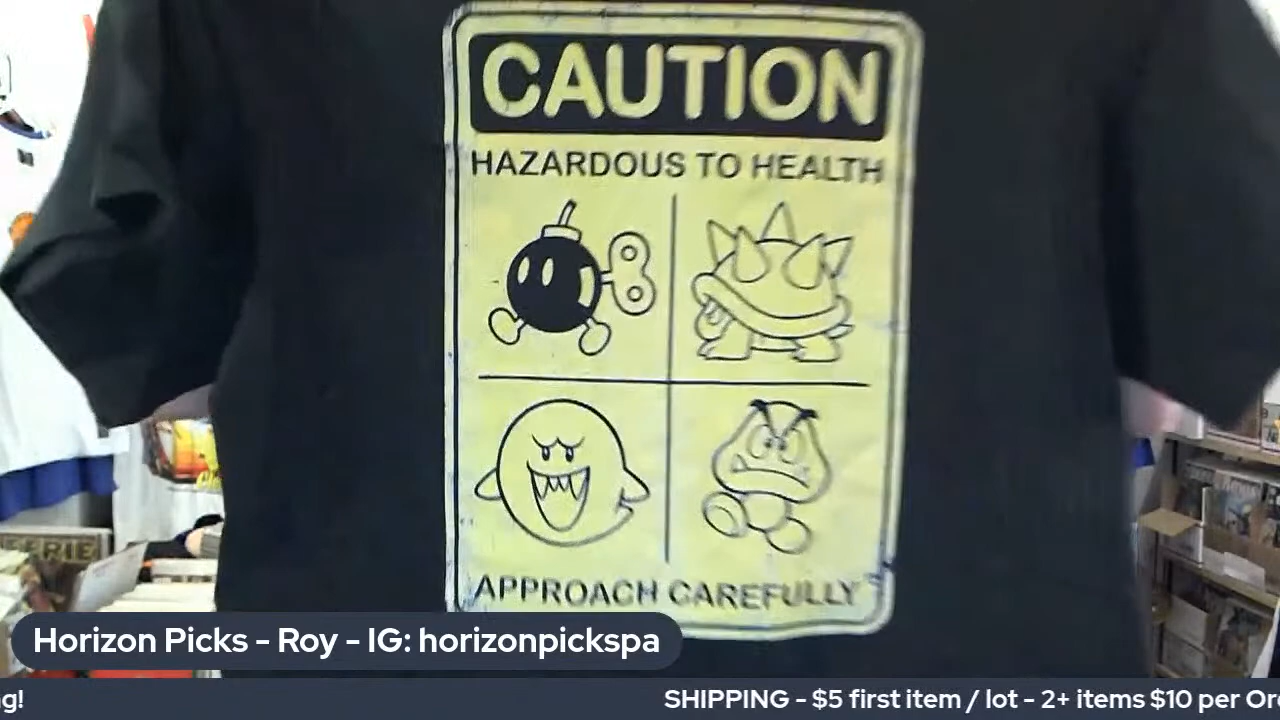 CAUTION
HAZARDOUS TO HEALTH
APPROACH CAREFULLY
EERIE
Horizon Picks - Roy - IG: horizonpickspa
g!
SHIPPING - $5 first item / lot - 2+ items $10 per Or